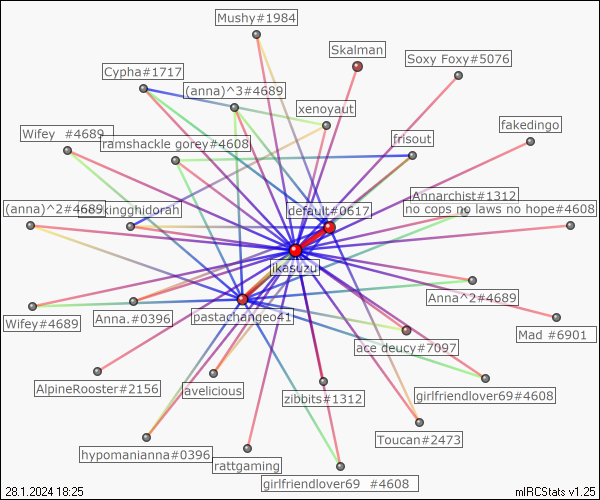 Mushy#1984
Skalman
Soxy Foxy#5076
Cypha#1717
(anna)^3#4689
xenoyaut
fakedingo
Wifey #4689
ramshackle gorey#4608
frisout
Annarchist#1312
(anna)^2#4689
kingghidorah
default#0617
no cops no laws no hope#4608
ikasuzu
Anna^2#4689
Wifey#4689
Anna.#0396
pastachangeo41
Mad #6901
ace deucy#7097
AlpineRooster#2156
avelicious
zibbits#1312
girlfriendlover69#4608
Toucan#2473
hypomanianna#0396
rattgaming
girlfriendlover69 #4608
28.1.2024 18:25
mIRCStats v1.25